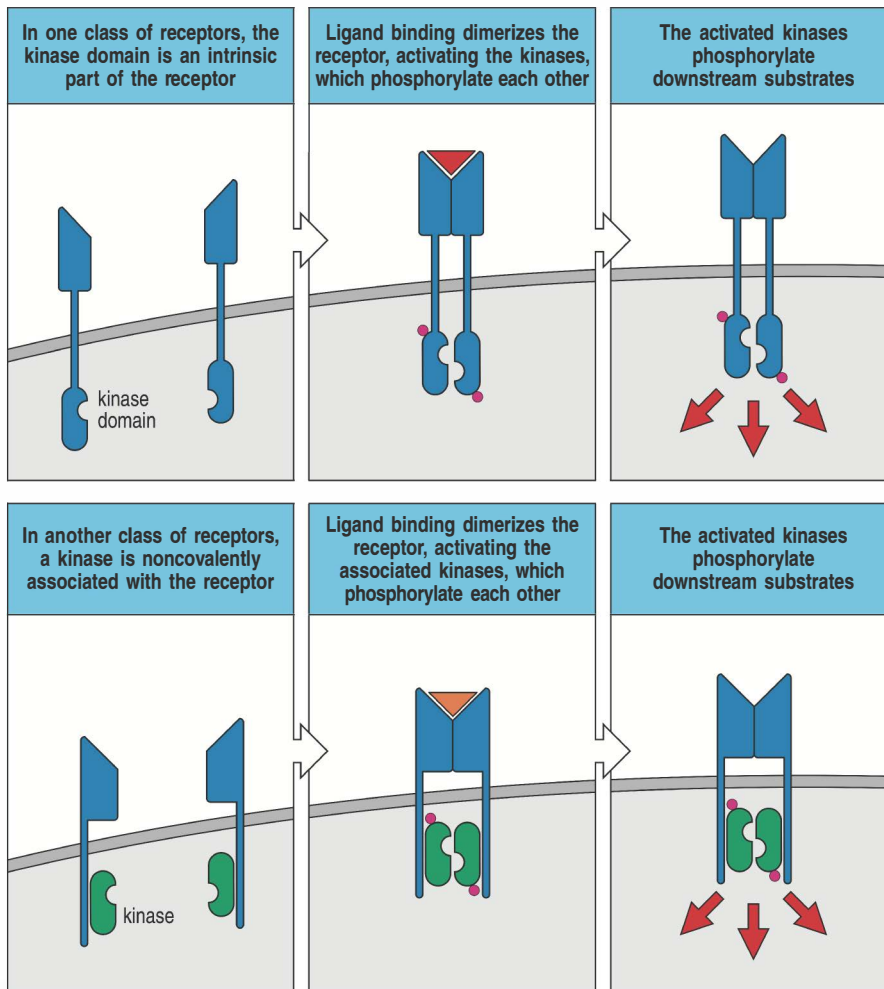 In one class of receptors, the
kinase domain is an intrinsic
part of the receptor
Ligand binding dimerizes the
receptor, activating the kinases,
which phosphorylate each other
The activated kinases
phosphorylate
downstream substrates
kinase
domain
In another class of receptors,
a kinase is noncovalently
associated with the receptor
Ligand binding dimerizes the
receptor, activating the
associated kinases, which
phosphorylate each other
The activated kinases
phosphorylate
downstream substrates
kinase